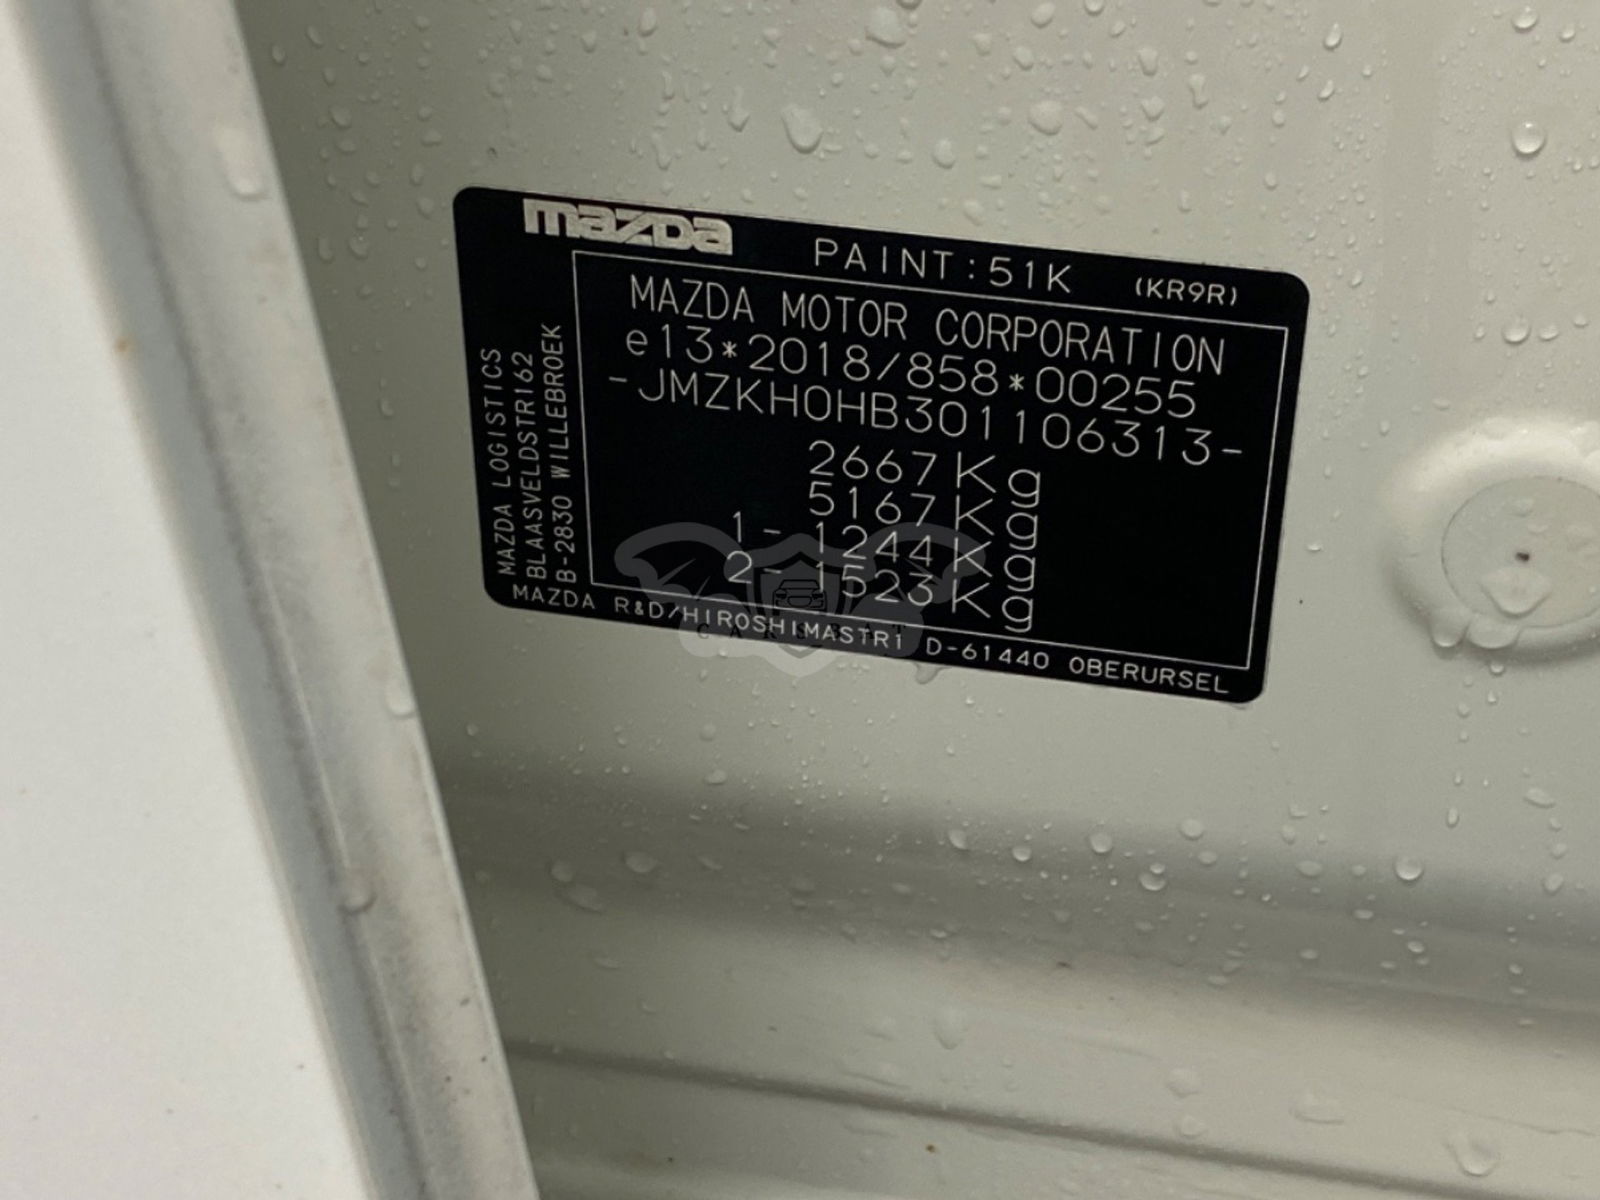 mazda PAINT:51K (KR9R)
MAZDA MOTOR CORPORATION
e13*2018/858*00255
-JMZKH0HB301106313-
2667Kg
5167Kg
1-1244Kg
2-1523Kg
MAZDA LOGISTICS
BLAASVELDSTR162
B-2830 WILLEBROEK
MAZDA R&D/HIROSHIMASTR1 D-61440 OBERURSEL